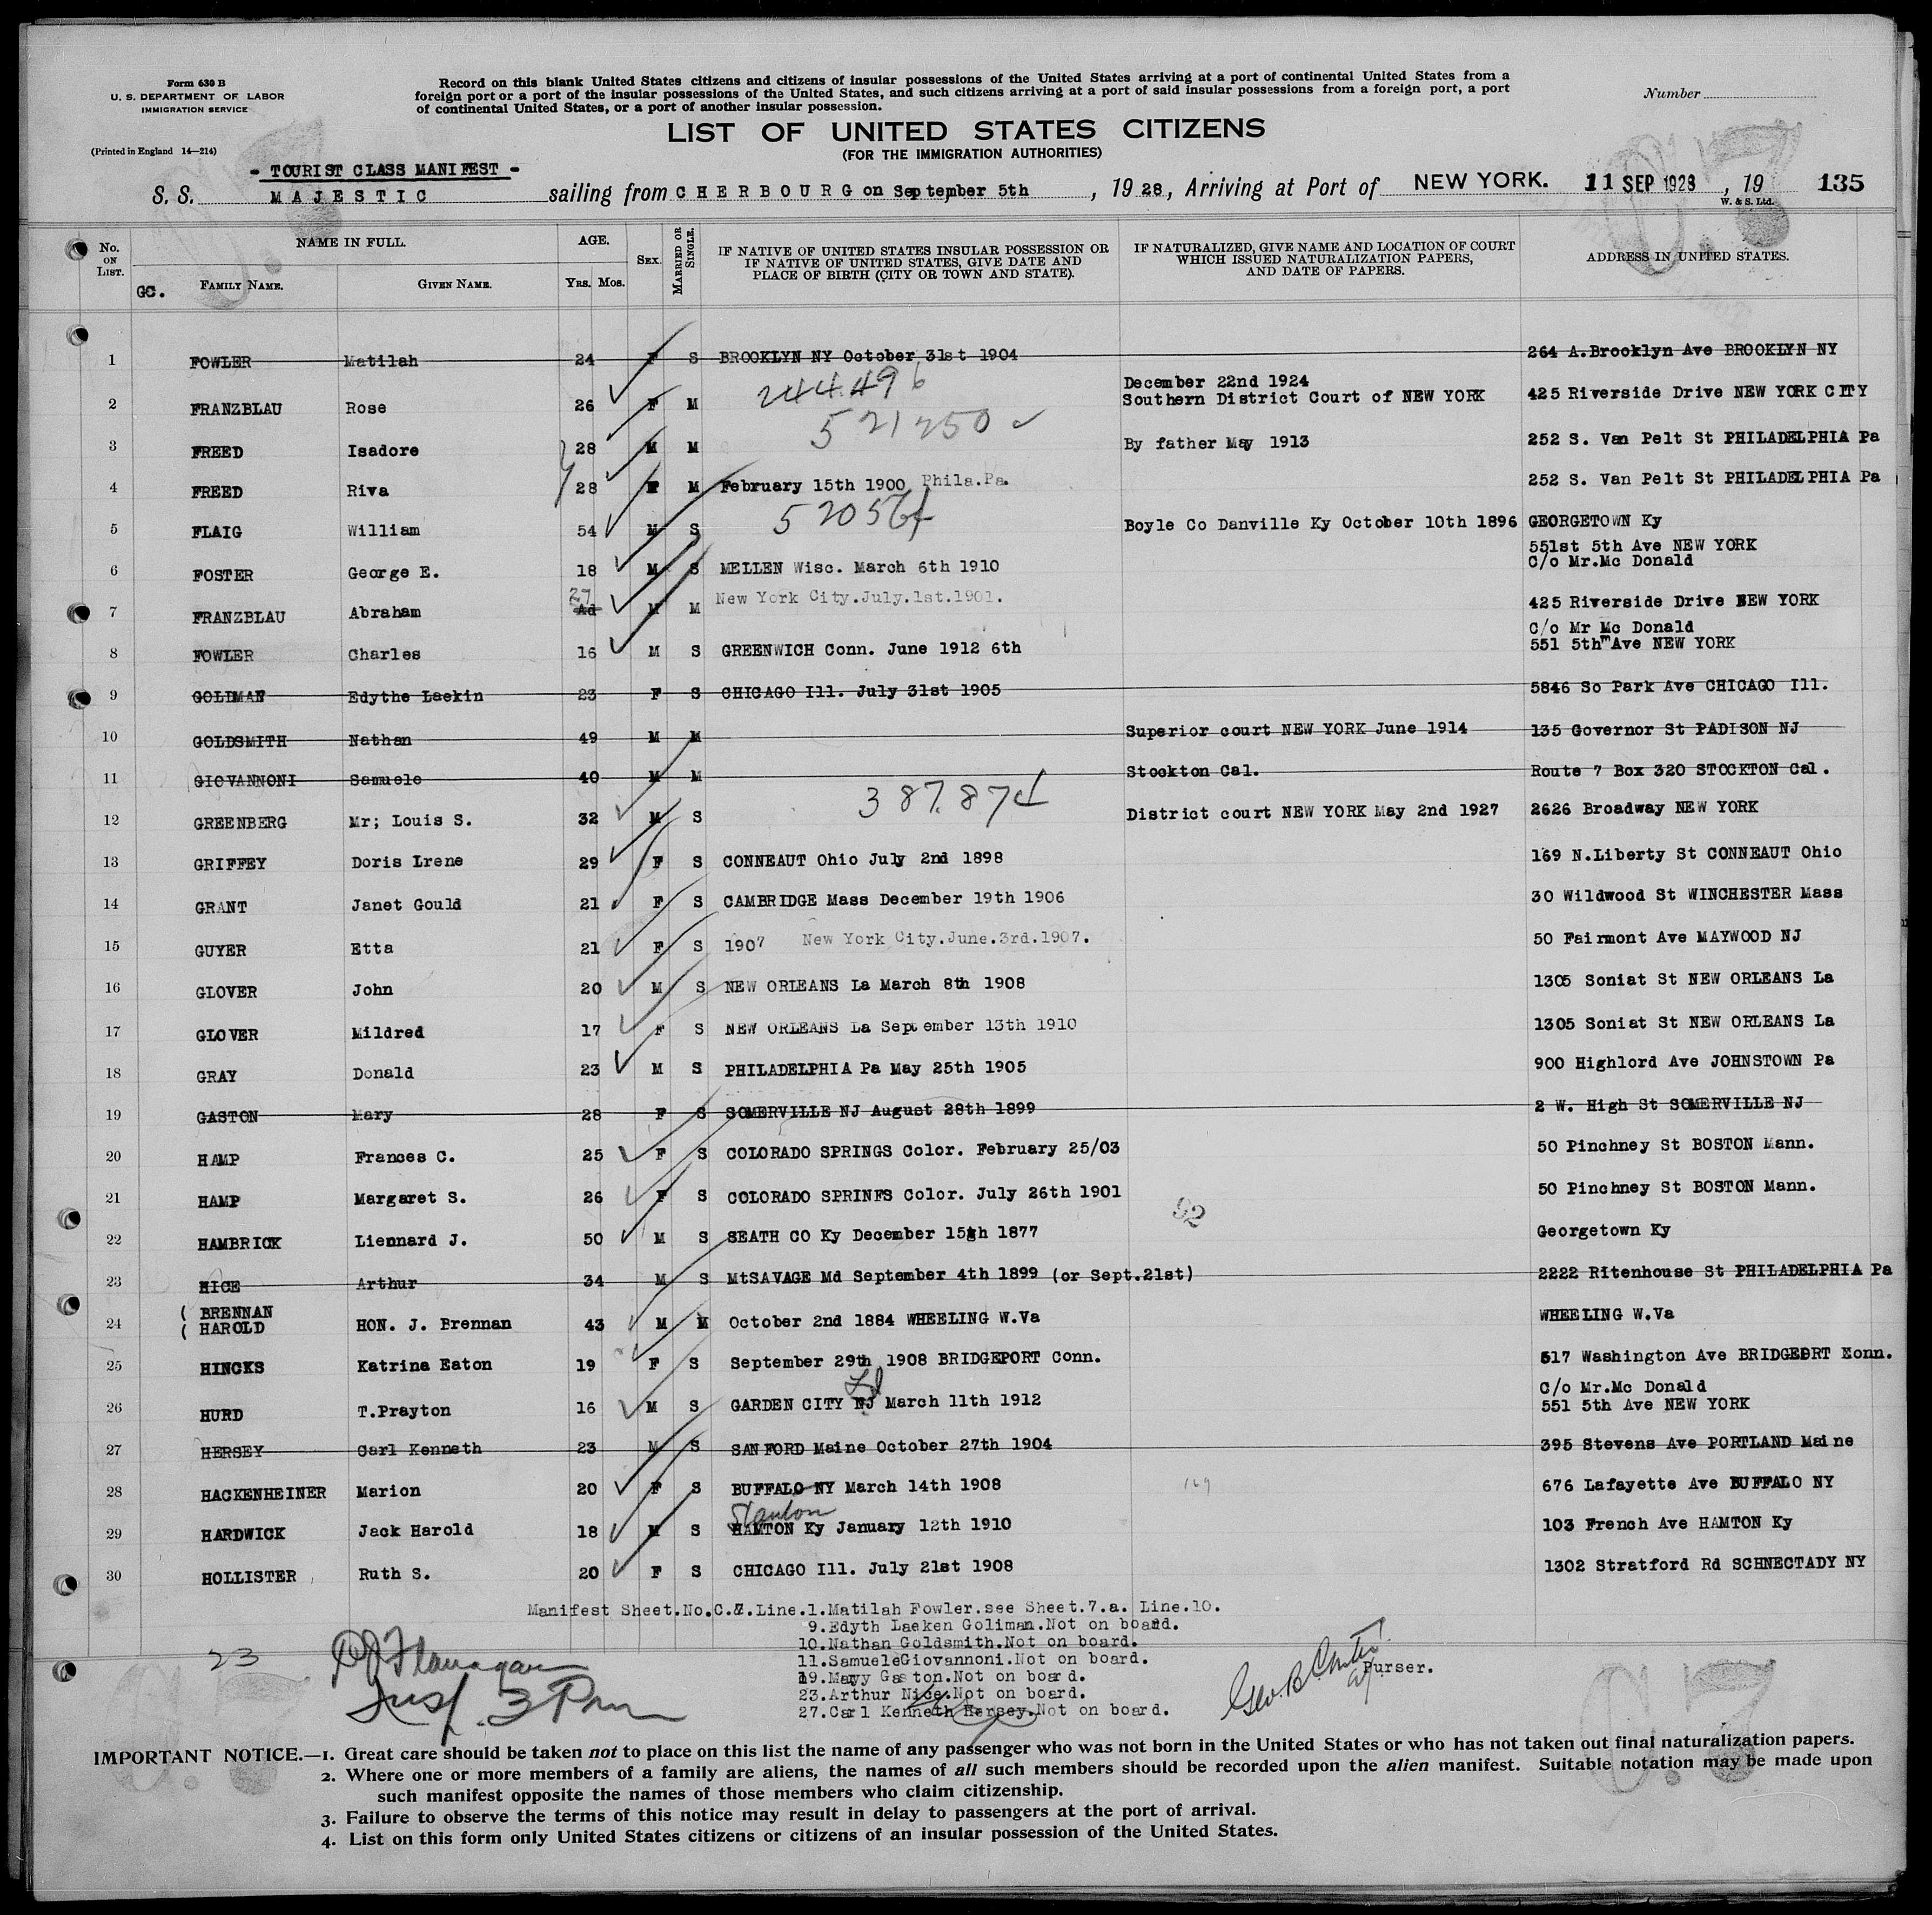 Form 630 B
U. S. DEPARTMENT OF LABOR
IMMIGRATION SERVICE
(Printed in England 14—214)
Record on this blank United States citizens and citizens of insular possessions of the United States arriving at a port of continental United States from a
foreign port or a port of the insular possessions of the United States, and such citizens arriving at a port of said insular possessions from a foreign port, a port
of continental United States, or a port of another insular possession.
Number
LIST OF UNITED STATES CITIZENS
(FOR THE IMMIGRATION AUTHORITIES)
- TOURIST CLASS MANIFEST -
S. S. MAJESTIC sailing from CHERBOURG on September 5th, 1928, Arriving at Port of NEW YORK. 11 SEP 1928, 19 135
W. & S. Ltd.
No. ON LIST. NAME IN FULL. AGE. SEX. MARRIED OR SINGLE. IF NATIVE OF UNITED STATES INSULAR POSSESSION OR IF NATIVE OF UNITED STATES, GIVE DATE AND PLACE OF BIRTH (CITY OR TOWN AND STATE). IF NATURALIZED, GIVE NAME AND LOCATION OF COURT WHICH ISSUED NATURALIZATION PAPERS, AND DATE OF PAPERS. ADDRESS IN UNITED STATES.
GC. FAMILY NAME. GIVEN NAME. YRS. MOS.
1 FOWLER Matilah 24 F S BROOKLYN NY October 31st 1904 264 A.Brooklyn Ave BROOKLYN NY
244.496 December 22nd 1924
2 FRANZBLAU Rose 26 F M Southern District Court of NEW YORK 425 Riverside Drive NEW YORK CITY
521250
3 FREED Isadore 28 M M By father May 1913 252 S. Van Pelt St PHILADELPHIA Pa
4 FREED Riva 28 F M February 15th 1900 Phila.Pa. 252 S. Van Pelt St PHILADELPHIA Pa
5 FLAIG William 54 M S Boyle Co Danville Ky October 10th 1896 GEORGETOWN Ky
551st 5th Ave NEW YORK
6 FOSTER George E. 18 M S MELLEN Wisc. March 6th 1910 C/o Mr.Mc Donald
27
7 FRANZBLAU Abraham Ad M M New York City.July.1st.1901. 425 Riverside Drive NEW YORK
C/o Mr Mc Donald
8 FOWLER Charles 16 M S GREENWICH Conn. June 1912 6th 551 5th Ave NEW YORK
9 GOLDMAN Edythe Laekin 23 F S CHICAGO Ill. July 31st 1905 5846 So Park Ave CHICAGO Ill.
10 GOLDSMITH Nathan 49 M M Superior court NEW YORK June 1914 135 Governor St PADISON NJ
11 GIOVANNONI Samuele 40 M M Stockton Cal. Route 7 Box 320 STOCKTON Cal.
387.874
12 GREENBERG Mr; Louis S. 32 M S District court NEW YORK May 2nd 1927 2626 Broadway NEW YORK
13 GRIFFEY Doris Lrene 29 F S CONNEAUT Ohio July 2nd 1898 169 N.Liberty St CONNEAUT Ohio
14 GRANT Janet Gould 21 F S CAMBRIDGE Mass December 19th 1906 30 Wildwood St WINCHESTER Mass
15 GUYER Etta 21 F S 1907 New York City.June.3rd.1907. 50 Fairmont Ave MAYWOOD NJ
16 GLOVER John 20 M S NEW ORLEANS La March 8th 1908 1305 Soniat St NEW ORLEANS La
17 GLOVER Mildred 17 F S NEW ORLEANS La September 13th 1910 1305 Soniat St NEW ORLEANS La
18 GRAY Donald 23 M S PHILADELPHIA Pa May 25th 1905 900 Highlord Ave JOHNSTOWN Pa
19 GASTON Mary 28 F S SOMERVILLE NJ August 28th 1899 2 W. High St SOMERVILLE NJ
20 HAMP Frances C. 25 F S COLORADO SPRINGS Color. February 25/03 50 Pinchney St BOSTON Mann.
21 HAMP Margaret S. 26 F S COLORADO SPRINFS Color. July 26th 1901 50 Pinchney St BOSTON Mann.
92
22 HAMBRICK Liennard J. 50 M S SEATH CO Ky December 15th 1877 Georgetown Ky
23 HICE Arthur 34 M S MtSAVAGE Md September 4th 1899 (or Sept.21st) 2222 Ritenhouse St PHILADELPHIA Pa
( BRENNAN
24 ( HAROLD HON. J. Brennan 43 M M October 2nd 1884 WHEELING W.Va WHEELING W.Va
25 HINCKS Katrina Eaton 19 F S September 29th 1908 BRIDGEPORT Conn. 517 Washington Ave BRIDGEPRT Konn.
C/o Mr.Mc Donald
26 HURD T.Prayton 16 M S GARDEN CITY NJ March 11th 1912 551 5th Ave NEW YORK
27 HERSEY Carl Kenneth 23 M S SANFORD Maine October 27th 1904 395 Stevens Ave PORTLAND Maine
28 HACKENHEINER Marion 20 F S BUFFALO NY March 14th 1908 169 676 Lafayette Ave BUFFALO NY
Stanton
29 HARDWICK Jack Harold 18 M S HAMTON Ky January 12th 1910 103 French Ave HAMTON Ky
30 HOLLISTER Ruth S. 20 F S CHICAGO Ill. July 21st 1908 1302 Stratford Rd SCHNECTADY NY
Manifest Sheet.No.C.7.Line.1.Matilah Fowler.see Sheet.7.a. Line.10.
9.Edyth Laeken Goliman.Not on board.
10.Nathan Goldsmith.Not on board.
11.SamueleGiovannoni.Not on board.
19.Mayy Gaston.Not on board.
23.Arthur Nice.Not on board.
27.Carl Kenneth Hersey.Not on board.
23
Flanagan
Insp.
Purser.
IMPORTANT NOTICE.—1. Great care should be taken not to place on this list the name of any passenger who was not born in the United States or who has not taken out final naturalization papers.
2. Where one or more members of a family are aliens, the names of all such members should be recorded upon the alien manifest. Suitable notation may be made upon
such manifest opposite the names of those members who claim citizenship.
3. Failure to observe the terms of this notice may result in delay to passengers at the port of arrival.
4. List on this form only United States citizens or citizens of an insular possession of the United States.